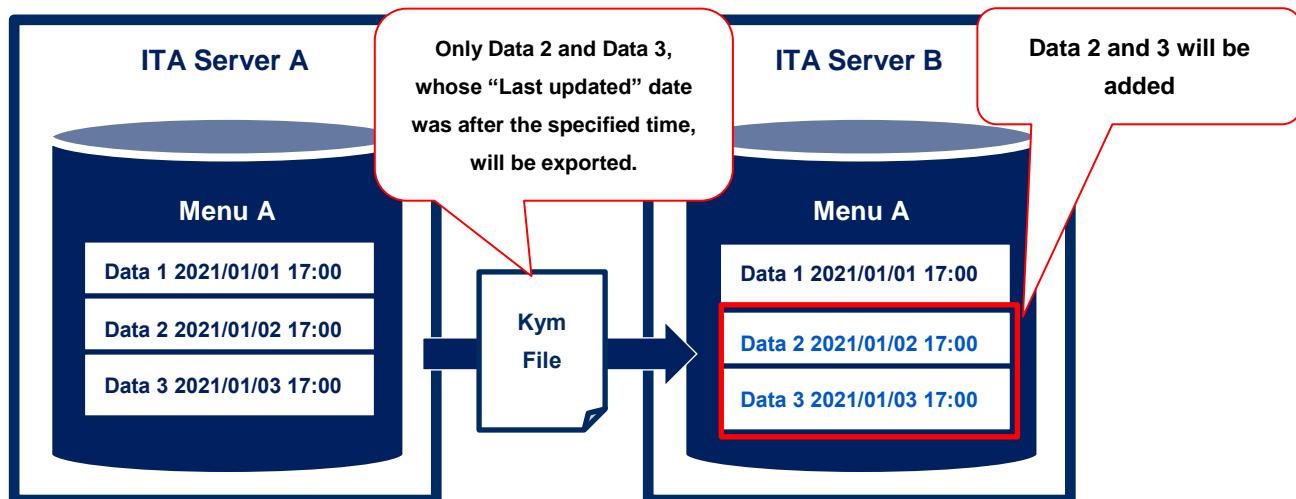 ITA Server A
Menu A
Data 1 2021/01/01 17:00
Data 2 2021/01/02 17:00
Data 3 2021/01/03 17:00
Only Data 2 and Data 3,
whose “Last updated” date
was after the specified time,
will be exported.
Kym
File
ITA Server B
Menu A
Data 1 2021/01/01 17:00
Data 2 2021/01/02 17:00
Data 3 2021/01/03 17:00
Data 2 and 3 will be
added